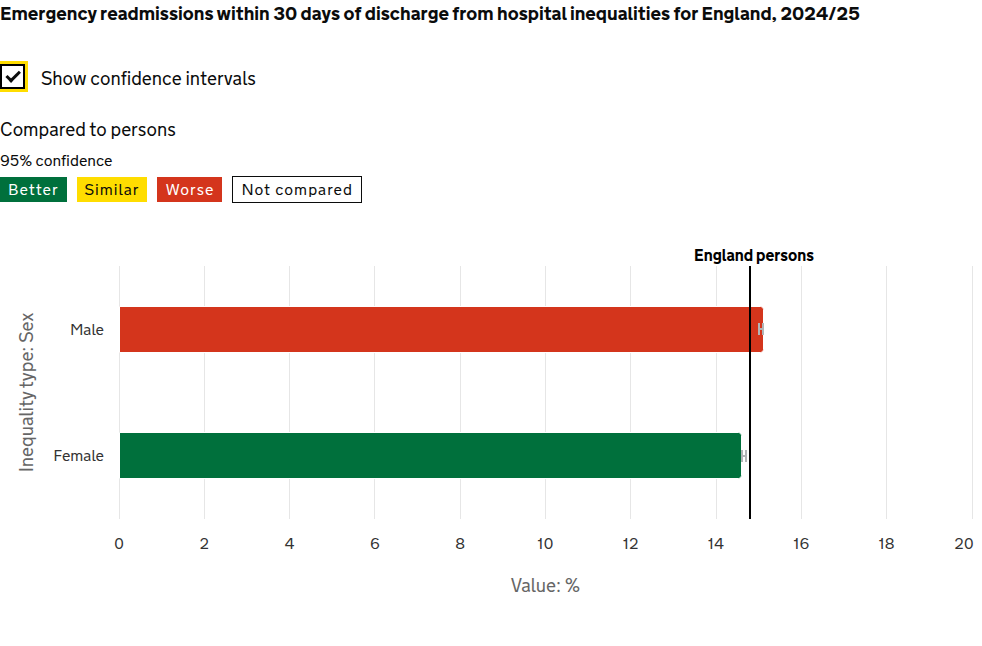 Emergency readmissions within 30 days of discharge from hospital inequalities for England, 2024/25
Show confidence intervals
Compared to persons
95% confidence
Better Similar Worse Not compared
England persons
Inequality type: Sex
Male
Female
0 2 4 6 8 10 12 14 16 18 20
Value: %